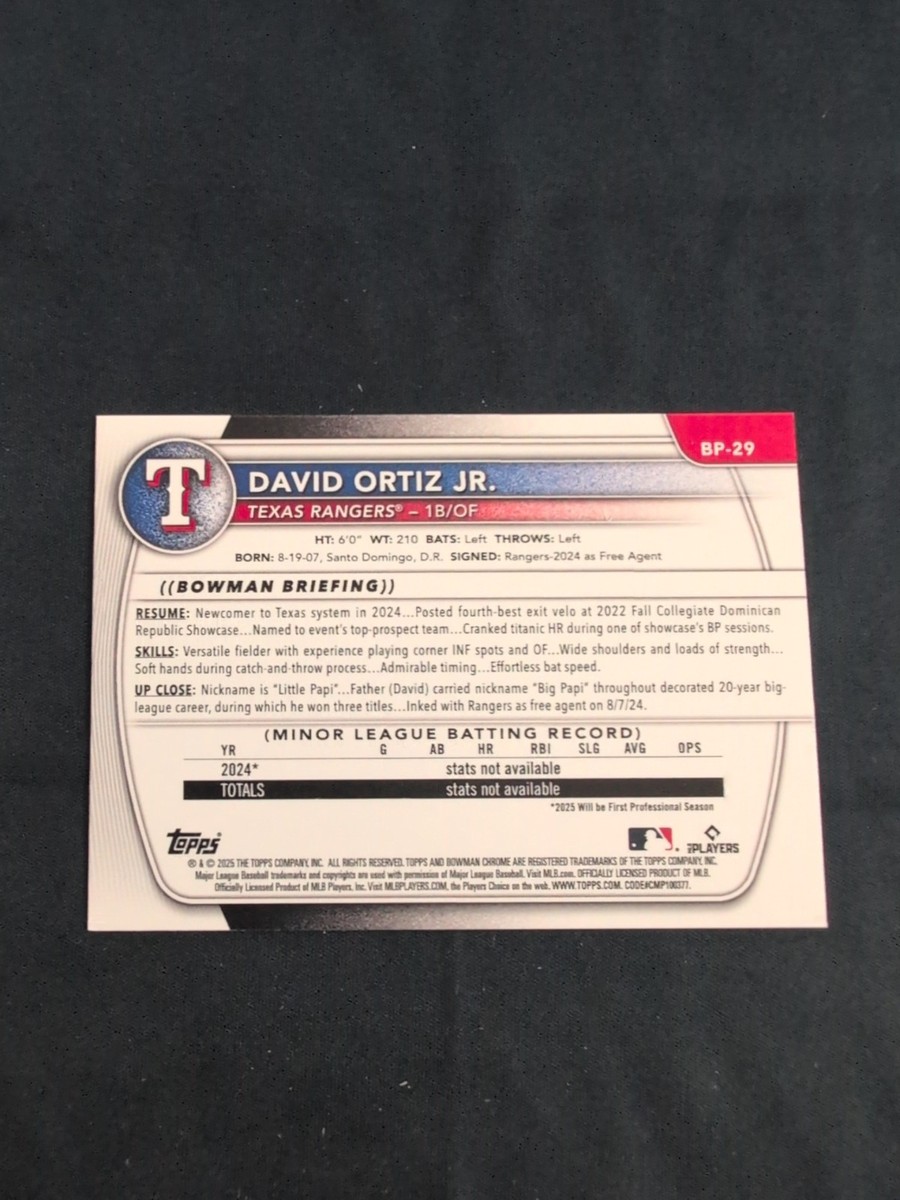 BP-29
T
DAVID ORTIZ JR.
TEXAS RANGERS® – 1B/OF
HT: 6'0" WT: 210 BATS: Left THROWS: Left
BORN: 8-19-07, Santo Domingo, D.R. SIGNED: Rangers-2024 as Free Agent
((BOWMAN BRIEFING))
RESUME: Newcomer to Texas system in 2024...Posted fourth-best exit velo at 2022 Fall Collegiate Dominican
Republic Showcase...Named to event's top-prospect team...Cranked titanic HR during one of showcase's BP sessions.
SKILLS: Versatile fielder with experience playing corner INF spots and OF...Wide shoulders and loads of strength...
Soft hands during catch-and-throw process...Admirable timing...Effortless bat speed.
UP CLOSE: Nickname is "Little Papi"...Father (David) carried nickname "Big Papi" throughout decorated 20-year big-
league career, during which he won three titles...Inked with Rangers as free agent on 8/7/24.
(MINOR LEAGUE BATTING RECORD)
YR G AB HR RBI SLG AVG OPS
2024* stats not available
TOTALS stats not available
*2025 Will be First Professional Season
Topps®
PLAYERS
® & © 2025 THE TOPPS COMPANY, INC. ALL RIGHTS RESERVED. TOPPS AND BOWMAN CHROME ARE REGISTERED TRADEMARKS OF THE TOPPS COMPANY, INC.
Major League Baseball trademarks and copyrights are used with permission of Major League Baseball. Visit MLB.com. OFFICIALLY LICENSED PRODUCT OF MLB.
Officially Licensed Product of MLB Players, Inc. Visit MLBPLAYERS.COM, the Players Choice on the web. WWW.TOPPS.COM. CODE#CMP100377.